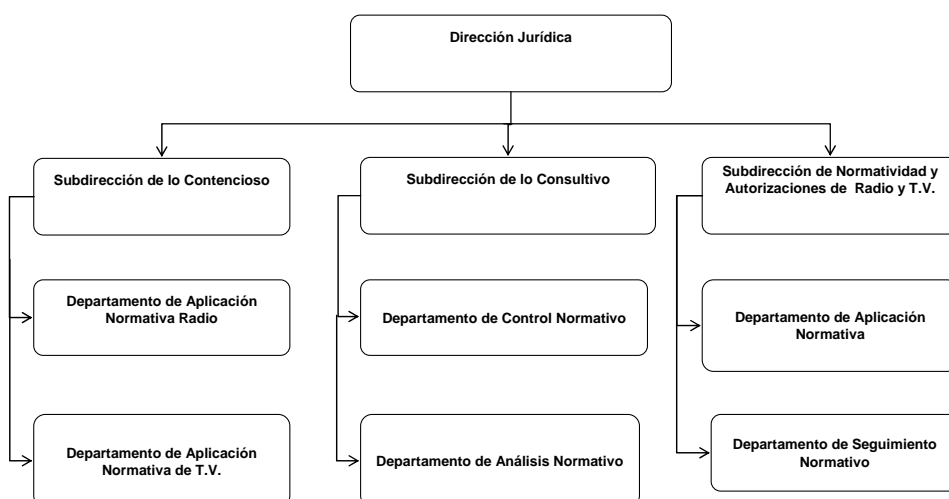 Dirección Jurídica
Subdirección de lo Contencioso
Subdirección de lo Consultivo
Subdirección de Normatividad y
Autorizaciones de Radio y T.V.
Departamento de Aplicación
Normativa Radio
Departamento de Control Normativo
Departamento de Aplicación
Normativa
Departamento de Aplicación
Normativa de T.V.
Departamento de Análisis Normativo
Departamento de Seguimiento
Normativo